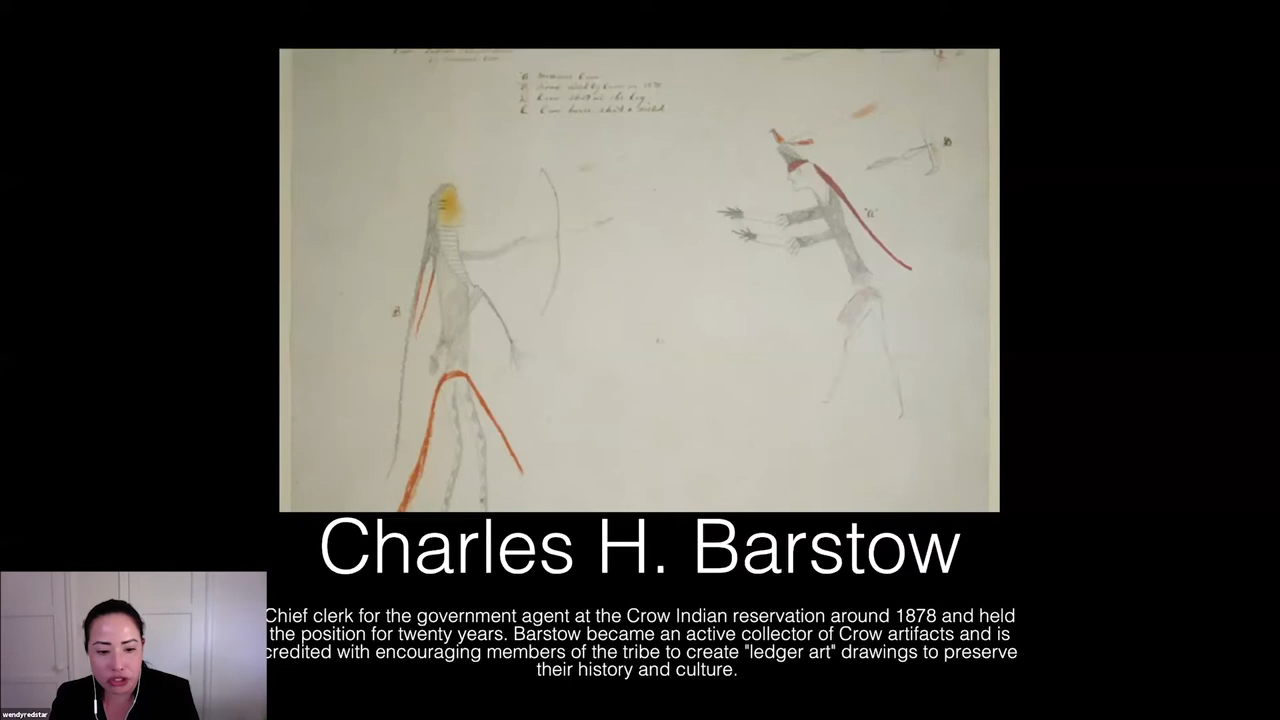 Charles H. Barstow
Chief clerk for the government agent at the Crow Indian reservation around 1878 and held
the position for twenty years. Barstow became an active collector of Crow artifacts and is
credited with encouraging members of the tribe to create "ledger art" drawings to preserve
their history and culture.
wendyredstar